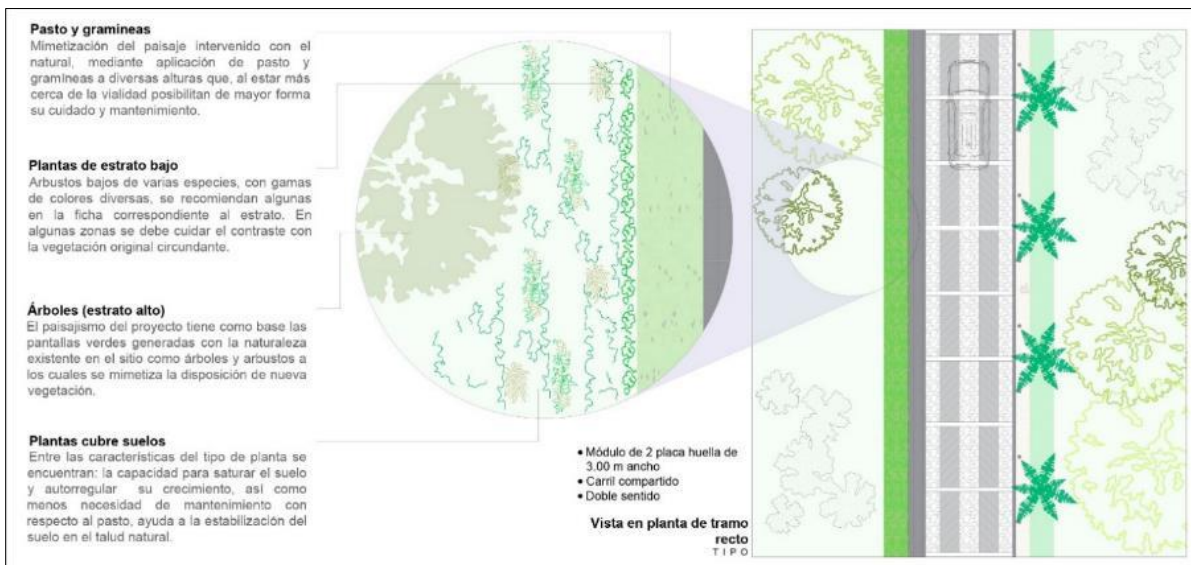 Pasto y gramineas
Mimetización del paisaje intervenido con el
natural, mediante aplicación de pasto y
gramíneas a diversas alturas que, al estar más
cerca de la vialidad posibilitan de mayor forma
su cuidado y mantenimiento.
Plantas de estrato bajo
Arbustos bajos de varias especies, con gamas
de colores diversas, se recomiendan algunas
en la ficha correspondiente al estrato. En
algunas zonas se debe cuidar el contraste con
la vegetación original circundante.
Árboles (estrato alto)
El paisajismo del proyecto tiene como base las
pantallas verdes generadas con la naturaleza
existente en el sitio como árboles y arbustos a
los cuales se mimetiza la disposición de nueva
vegetación.
Plantas cubre suelos
Entre las características del tipo de planta se
encuentran: la capacidad para saturar el suelo
y autorregular su crecimiento, así como
menos necesidad de mantenimiento con
respecto al pasto, ayuda a la estabilización del
suelo en el talud natural.
• Módulo de 2 placa huella de
3.00 m ancho
• Carril compartido
• Doble sentido
Vista en planta de tramo
recto
TIPO